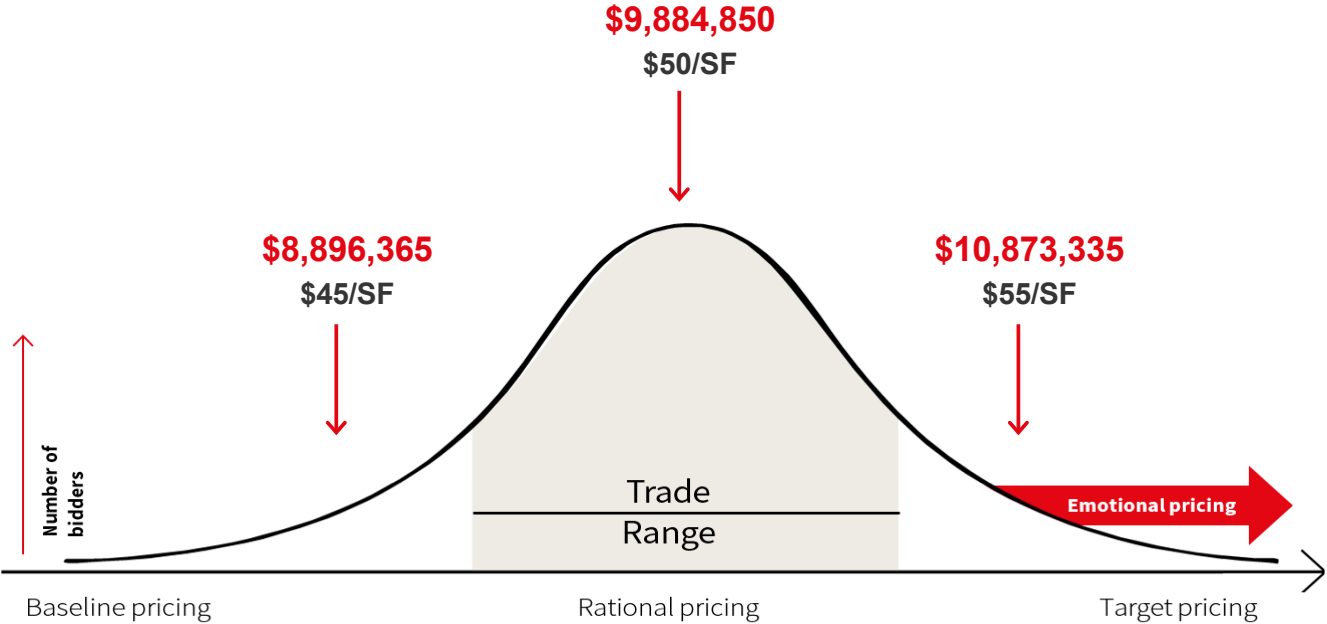 $9,884,850
$50/SF
$8,896,365
$45/SF
$10,873,335
$55/SF
Number of
bidders
Trade
Range
Emotional pricing
Baseline pricing
Rational pricing
Target pricing